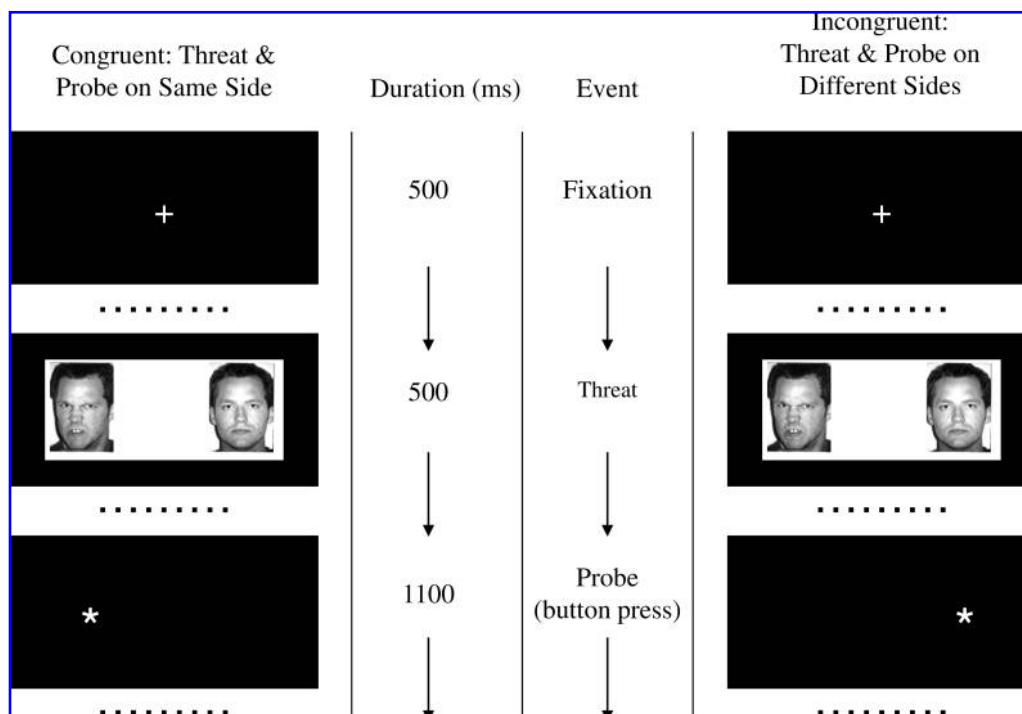 Congruent: Threat &
Probe on Same Side
Duration (ms)
Event
Incongruent:
Threat & Probe on
Different Sides
+
500
Fixation
+
500
Threat
*
1100
Probe
(button press)
*